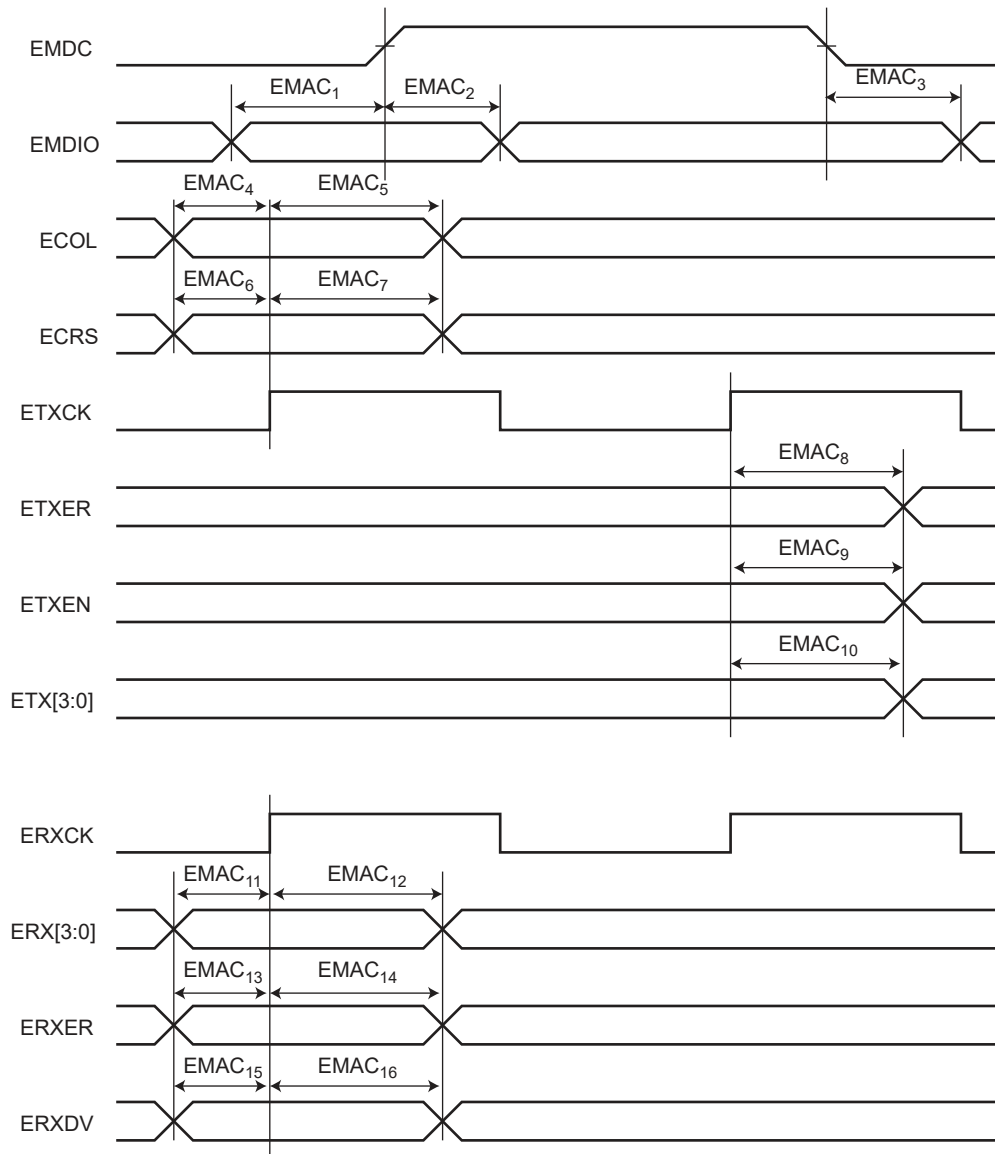 EMDC
EMAC₁ EMAC₂ EMAC₃
EMDIO
EMAC₄ EMAC₅
ECOL
EMAC₆ EMAC₇
ECRS
ETXCK
EMAC₈
ETXER
EMAC₉
ETXEN
EMAC₁₀
ETX[3:0]
ERXCK
EMAC₁₁ EMAC₁₂
ERX[3:0]
EMAC₁₃ EMAC₁₄
ERXER
EMAC₁₅ EMAC₁₆
ERXDV